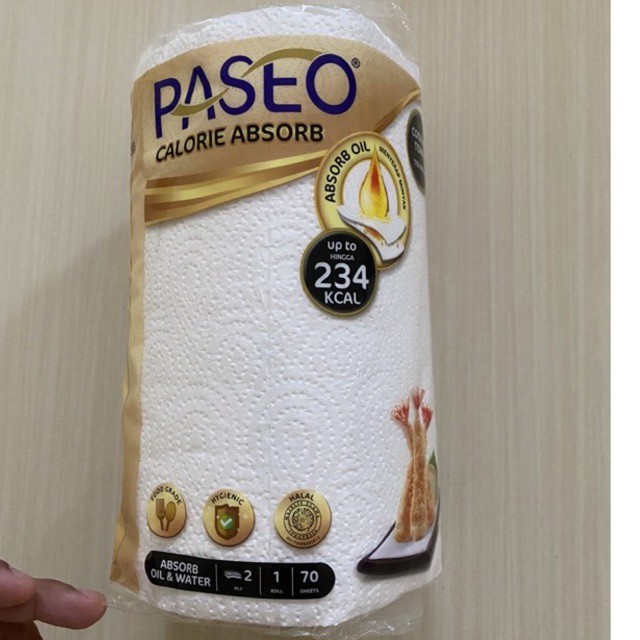 PASEO®
CALORIE ABSORB
ABSORB OIL
MENYERAP MINYAK
up to
HINGGA
234
KCAL
FOOD GRADE
HYGIENIC
HALAL
ABSORB
OIL & WATER
2
PLY
1
ROLL
70
SHEETS